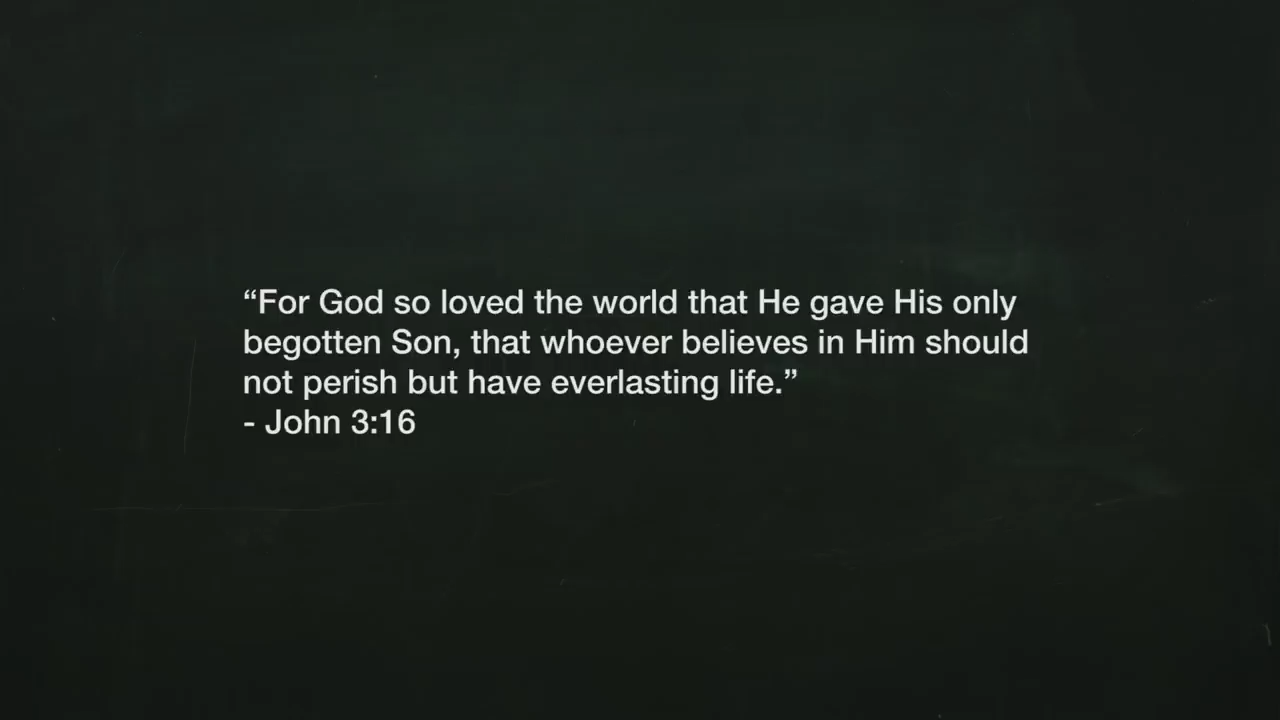 “For God so loved the world that He gave His only
begotten Son, that whoever believes in Him should
not perish but have everlasting life.”
- John 3:16